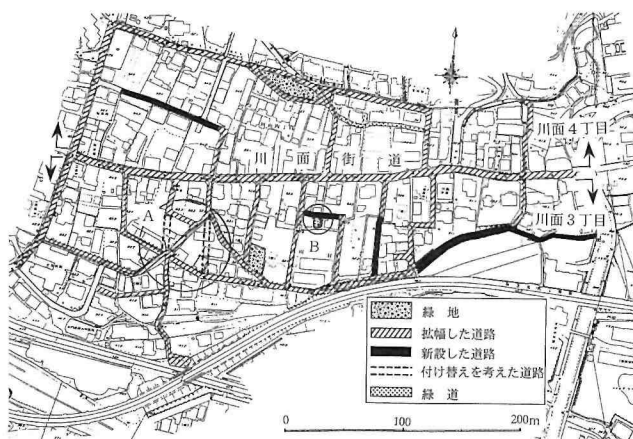 川面4丁目
川面街道
川面3丁目
A
B
緑地
拡幅した道路
新設した道路
付け替えを考えた道路
緑道
0 100 200m